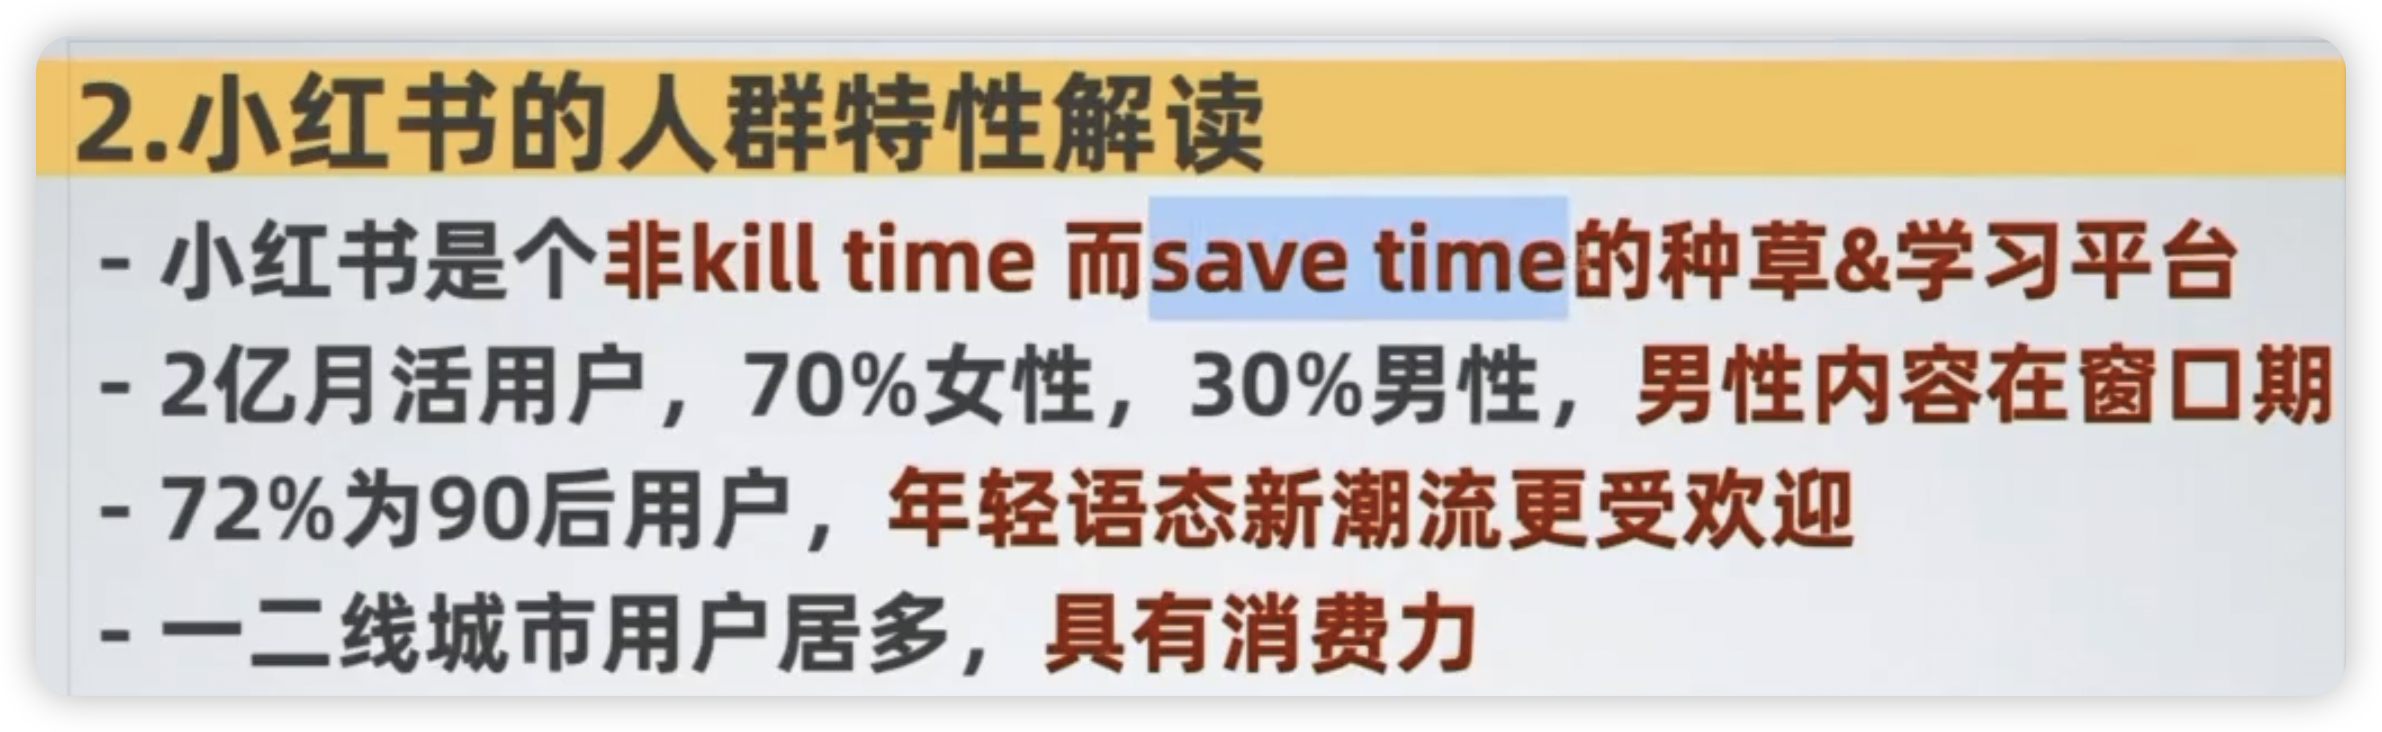 2.小红书的人群特性解读
- 小红书是个非kill time 而save time的种草&学习平台
- 2亿月活用户，70%女性，30%男性，男性内容在窗口期
- 72%为90后用户，年轻语态新潮流更受欢迎
- 一二线城市用户居多，具有消费力